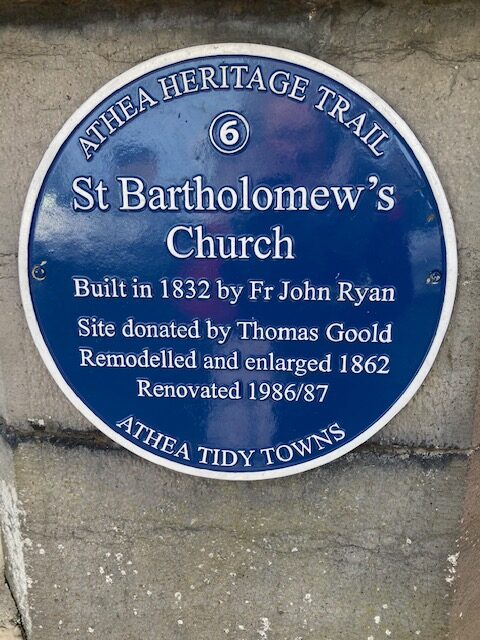 ATHEA HERITAGE TRAIL
6
St Bartholomew's
Church
Built in 1832 by Fr John Ryan
Site donated by Thomas Goold
Remodelled and enlarged 1862
Renovated 1986/87
ATHEA TIDY TOWNS